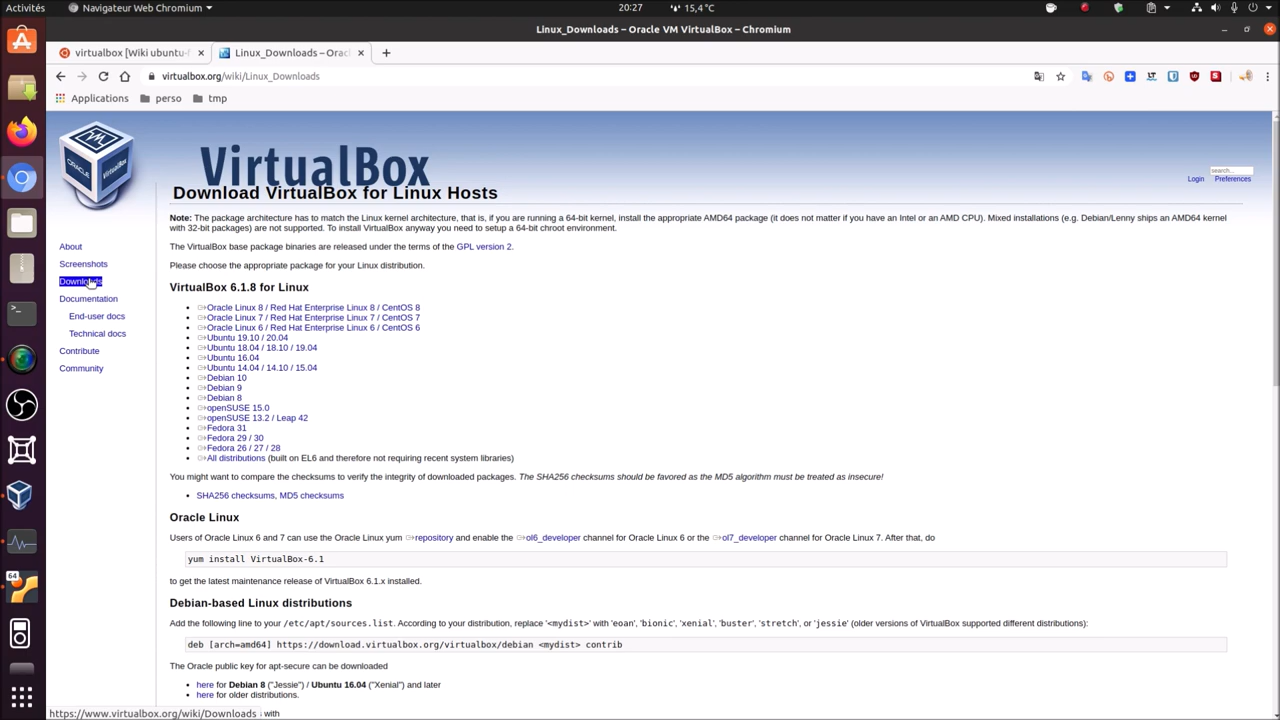 Activités
Web Chromium
20:27
15,4 °C
Linux_Downloads – Oracle VM VirtualBox – Chromium
virtualbox [Wiki ubuntu-f
Linux_Downloads – Orac
virtualbox.org/wiki/Linux_Downloads
Applications
perso
tmp
ORACLE
VM
VirtualBox
VirtualBox
search...
Login
Preferences
Download VirtualBox for Linux Hosts
Note: The package architecture has to match the Linux kernel architecture, that is, if you are running a 64-bit kernel, install the appropriate AMD64 package (it does not matter if you have an Intel or an AMD CPU). Mixed installations (e.g. Debian/Lenny ships an AMD64 kernel
with 32-bit packages) are not supported. To install VirtualBox anyway you need to setup a 64-bit chroot environment.
The VirtualBox base package binaries are released under the terms of the GPL version 2.
Please choose the appropriate package for your Linux distribution.
About
Screenshots
Downloads
Documentation
End-user docs
Technical docs
Contribute
Community
VirtualBox 6.1.8 for Linux
Oracle Linux 8 / Red Hat Enterprise Linux 8 / CentOS 8
Oracle Linux 7 / Red Hat Enterprise Linux 7 / CentOS 7
Oracle Linux 6 / Red Hat Enterprise Linux 6 / CentOS 6
Ubuntu 19.10 / 20.04
Ubuntu 18.04 / 18.10 / 19.04
Ubuntu 16.04
Ubuntu 14.04 / 14.10 / 15.04
Debian 10
Debian 9
Debian 8
openSUSE 15.0
openSUSE 13.2 / Leap 42
Fedora 31
Fedora 29 / 30
Fedora 26 / 27 / 28
All distributions (built on EL6 and therefore not requiring recent system libraries)
You might want to compare the checksums to verify the integrity of downloaded packages. The SHA256 checksums should be favored as the MD5 algorithm must be treated as insecure!
SHA256 checksums, MD5 checksums
Oracle Linux
Users of Oracle Linux 6 and 7 can use the Oracle Linux yum repository and enable the ol6_developer channel for Oracle Linux 6 or the ol7_developer channel for Oracle Linux 7. After that, do
yum install VirtualBox-6.1
to get the latest maintenance release of VirtualBox 6.1.x installed.
Debian-based Linux distributions
Add the following line to your /etc/apt/sources.list. According to your distribution, replace '<mydist>' with 'eoan', 'bionic', 'xenial', 'buster', 'stretch', or 'jessie' (older versions of VirtualBox supported different distributions):
deb [arch=amd64] https://download.virtualbox.org/virtualbox/debian <mydist> contrib
The Oracle public key for apt-secure can be downloaded
here for Debian 8 ("Jessie") / Ubuntu 16.04 ("Xenial") and later
here for older distributions.
https://www.virtualbox.org/wiki/Downloads
with
64